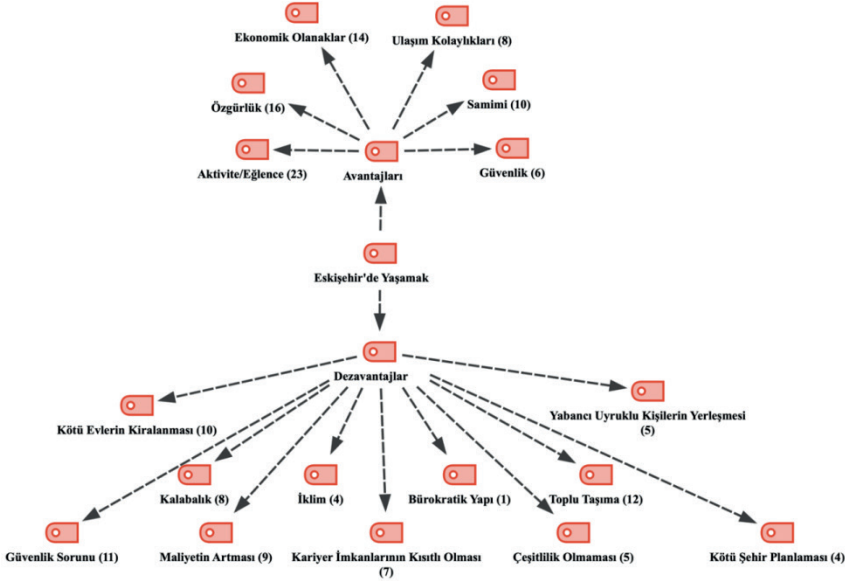 Ekonomik Olanaklar (14)
Ulaşım Kolaylıkları (8)
Özgürlük (16)
Samimi (10)
Aktivite/Eğlence (23)
Avantajları
Güvenlik (6)
Eskişehir'de Yaşamak
Dezavantajlar
Kötü Evlerin Kiralanması (10)
Yabancı Uyruklu Kişilerin Yerleşmesi
(5)
Kalabalık (8)
İklim (4)
Bürokratik Yapı (1)
Toplu Taşıma (12)
Güvenlik Sorunu (11)
Maliyetin Artması (9)
Kariyer İmkanlarının Kısıtlı Olması
(7)
Çeşitlilik Olmaması (5)
Kötü Şehir Planlaması (4)